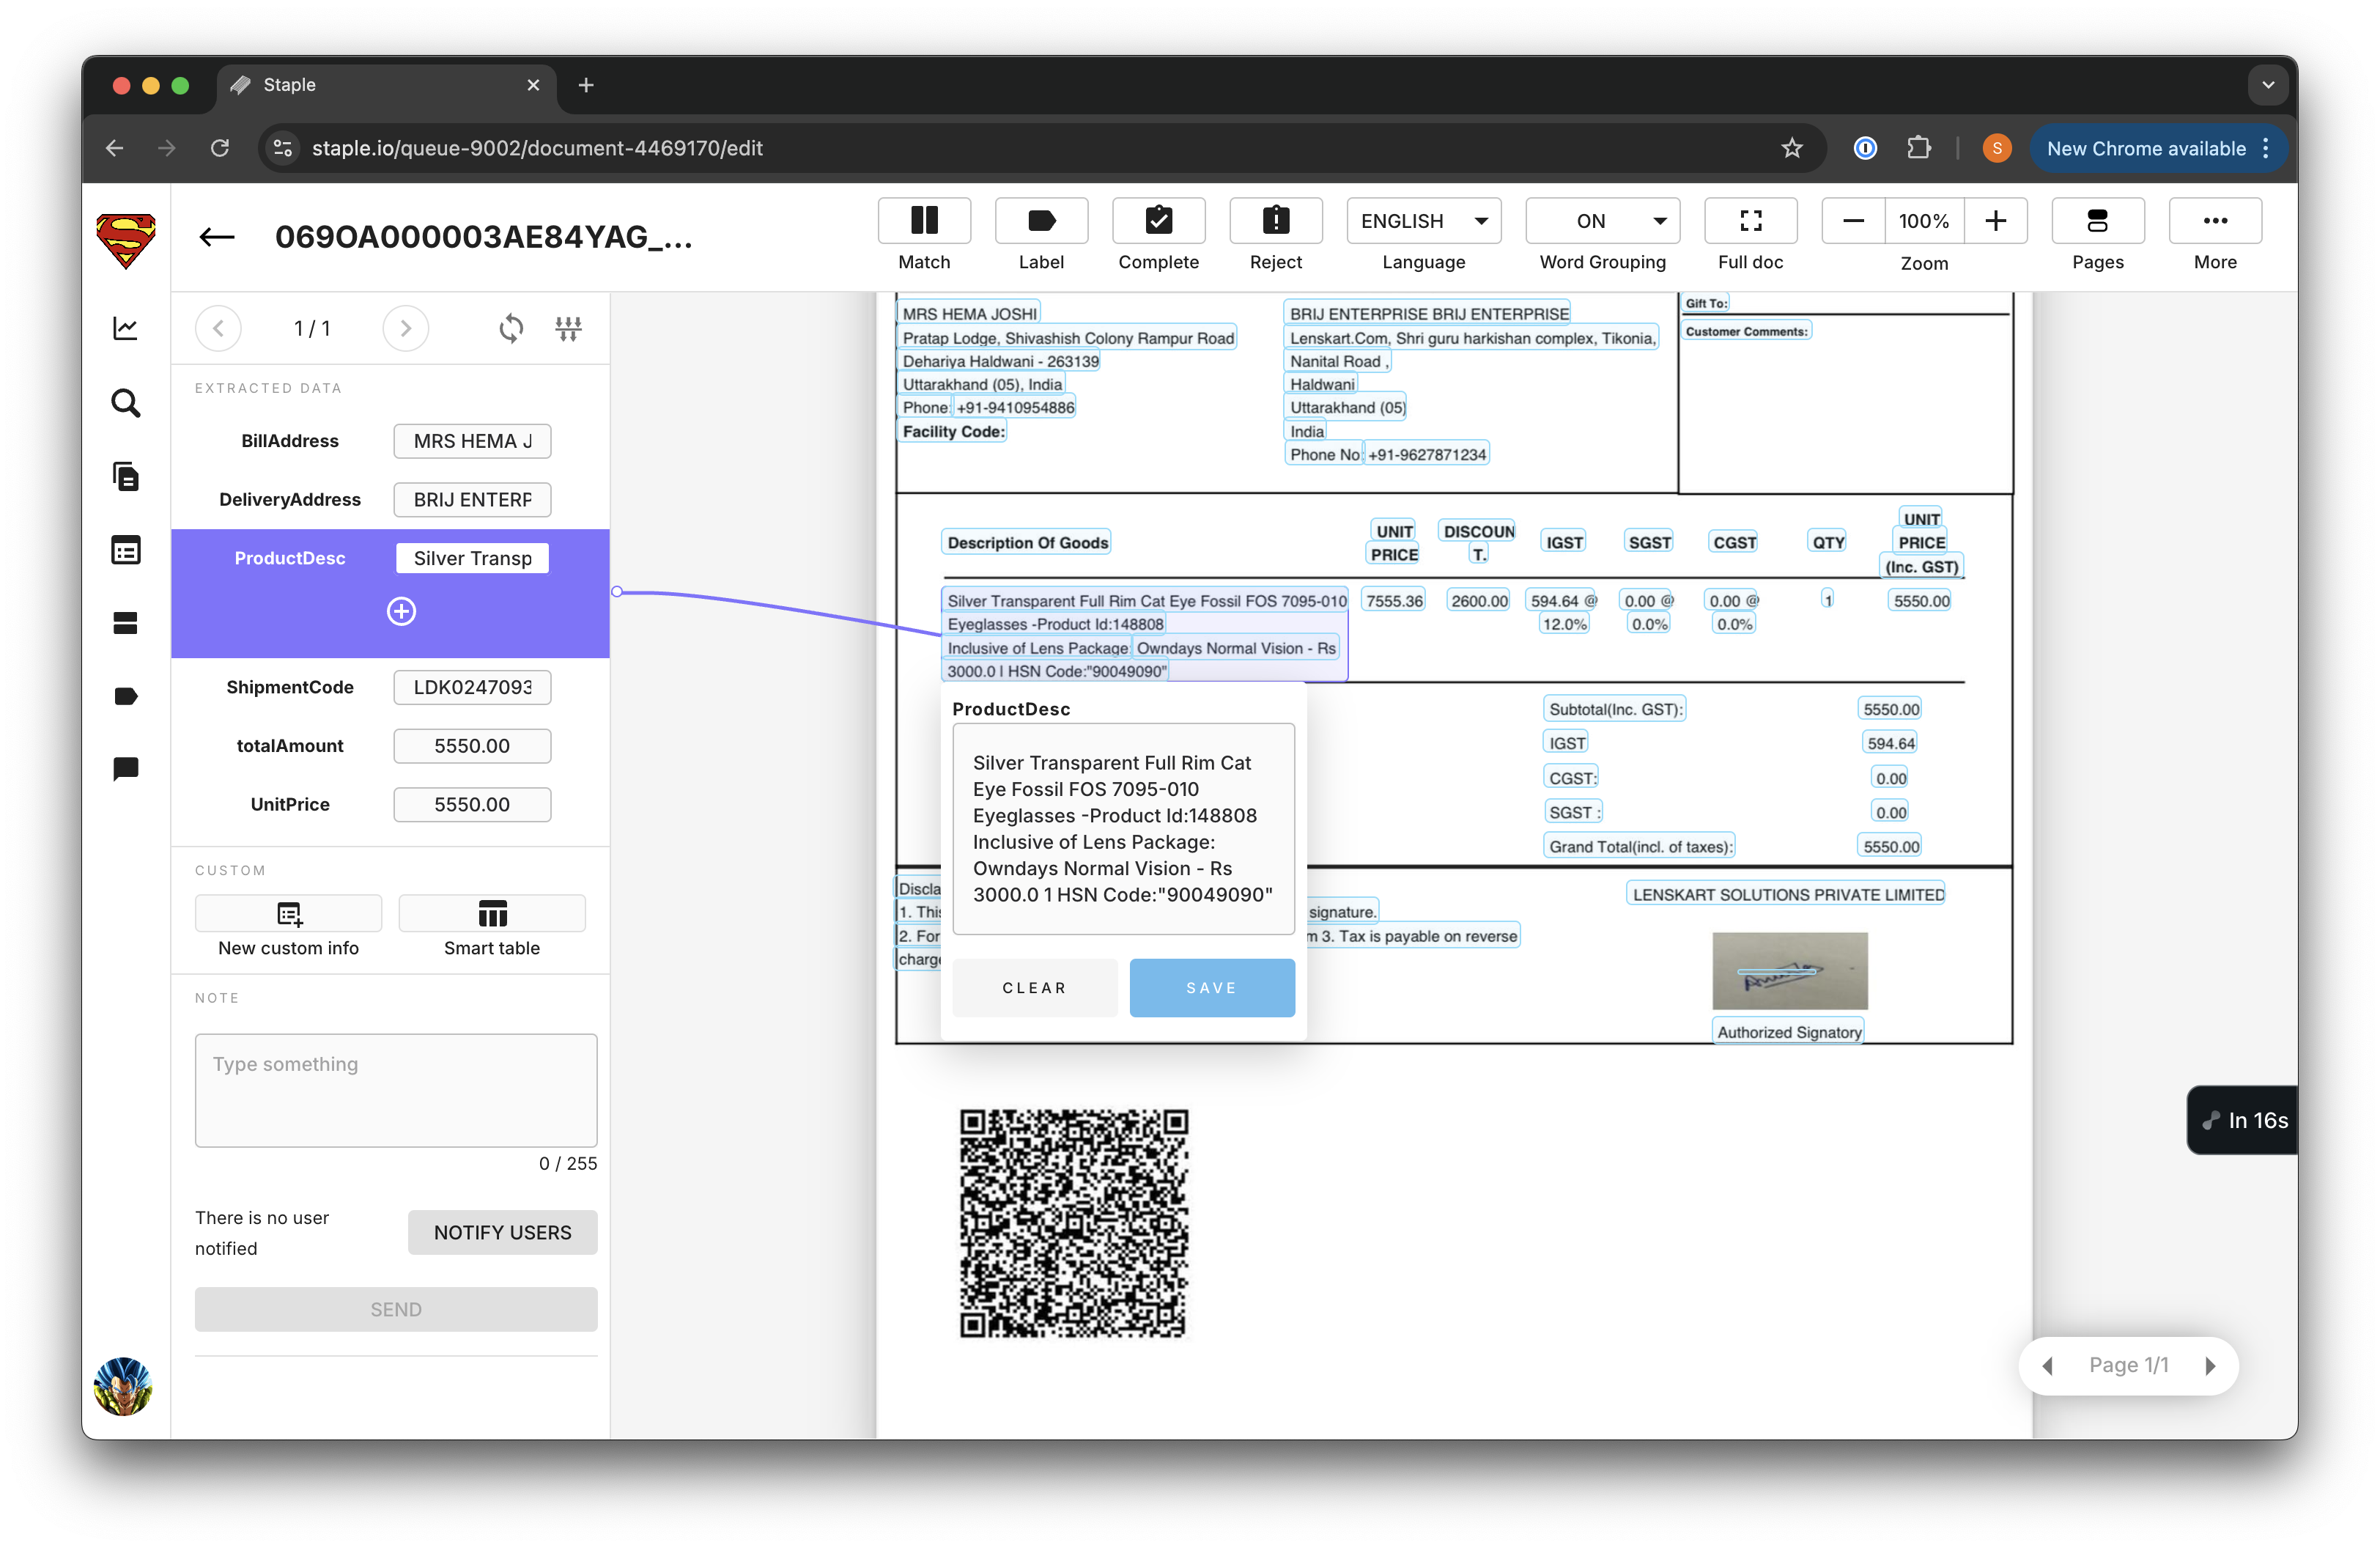 Staple
staple.io/queue-9002/document-4469170/edit
S
New Chrome available
069OA000003AE84YAG_...
Match
Label
Complete
Reject
ENGLISH
Language
ON
Word Grouping
Full doc
100%
Zoom
Pages
More
1 / 1
EXTRACTED DATA
BillAddress MRS HEMA J
DeliveryAddress BRIJ ENTERP
ProductDesc Silver Transp
ShipmentCode LDK0247093
totalAmount 5550.00
UnitPrice 5550.00
CUSTOM
New custom info
Smart table
NOTE
Type something
0 / 255
There is no user
notified
NOTIFY USERS
SEND
MRS HEMA JOSHI
Pratap Lodge, Shivashish Colony Rampur Road
Dehariya Haldwani - 263139
Uttarakhand (05), India
Phone: +91-9410954886
Facility Code:
BRIJ ENTERPRISE BRIJ ENTERPRISE
Lenskart.Com, Shri guru harkishan complex, Tikonia,
Nanital Road ,
Haldwani
Uttarakhand (05)
India
Phone No: +91-9627871234
Gift To:
Customer Comments:
Description Of Goods
UNIT
PRICE
DISCOUN
T.
IGST
SGST
CGST
QTY
UNIT
PRICE
(Inc. GST)
Silver Transparent Full Rim Cat Eye Fossil FOS 7095-010
Eyeglasses -Product Id:148808
Inclusive of Lens Package: Owndays Normal Vision - Rs
3000.0 | HSN Code:"90049090"
7555.36
2600.00
594.64 @
12.0%
0.00 @
0.0%
0.00 @
0.0%
1
5550.00
Subtotal(Inc. GST): 5550.00
IGST 594.64
CGST: 0.00
SGST : 0.00
Grand Total(incl. of taxes): 5550.00
ProductDesc
Silver Transparent Full Rim Cat
Eye Fossil FOS 7095-010
Eyeglasses -Product Id:148808
Inclusive of Lens Package:
Owndays Normal Vision - Rs
3000.0 1 HSN Code:"90049090"
CLEAR
SAVE
Discla
1. This
signature.
2. For
m 3. Tax is payable on reverse
charge
LENSKART SOLUTIONS PRIVATE LIMITED
Authorized Signatory
In 16s
Page 1/1